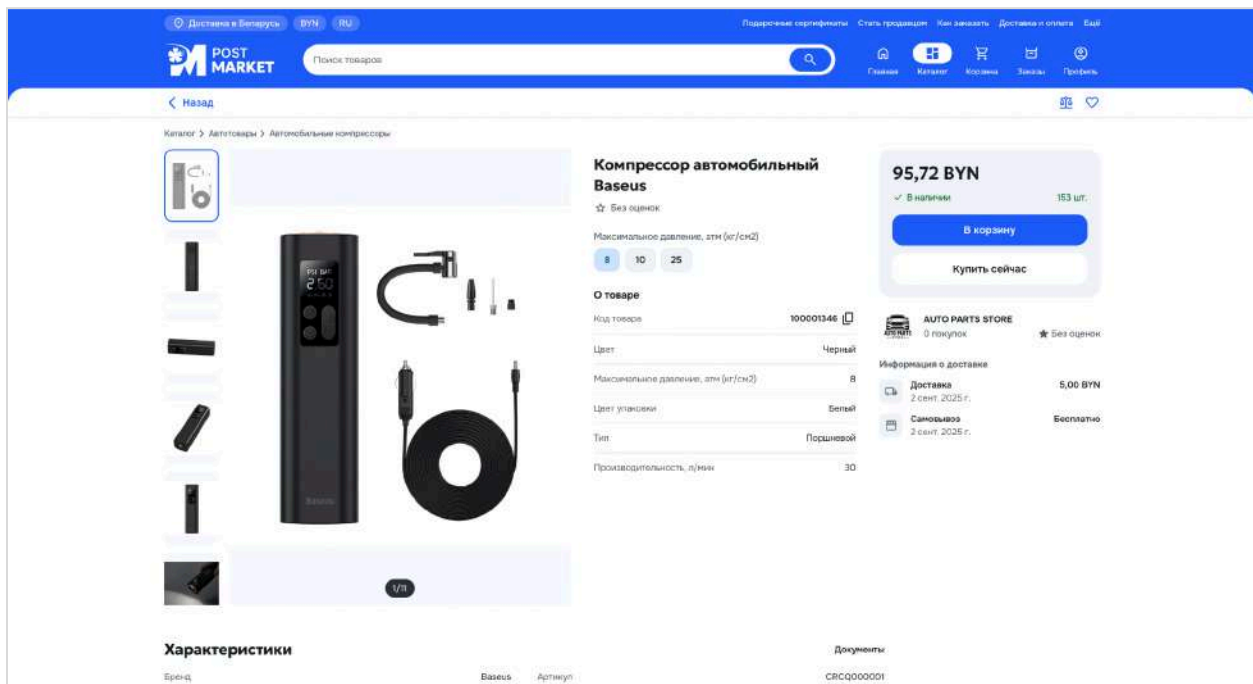 Доставка в Беларусь BYN RU
Подарочные сертификаты Стать продавцом Как заказать Доставка и оплата Ещё
POST MARKET
Поиск товаров
Главная Каталог Корзина Заказы Профиль
Назад
Каталог > Автотовары > Автомобильные компрессоры
Компрессор автомобильный
Baseus
Без оценок
Максимальное давление, атм (кг/см2)
8 10 25
О товаре
Код товара 100001346
Цвет Черный
Максимальное давление, атм (кг/см2) 8
Цвет упаковки Белый
Тип Поршневой
Производительность, л/мин 30
95,72 BYN
В наличии 153 шт.
В корзину
Купить сейчас
AUTO PARTS STORE
0 покупок Без оценок
Информация о доставке
Доставка 5,00 BYN
2 сент. 2025 г.
Самовывоз Бесплатно
2 сент. 2025 г.
Baseus
1/11
Характеристики
Документы
Бренд Baseus Артикул CRCQ000001